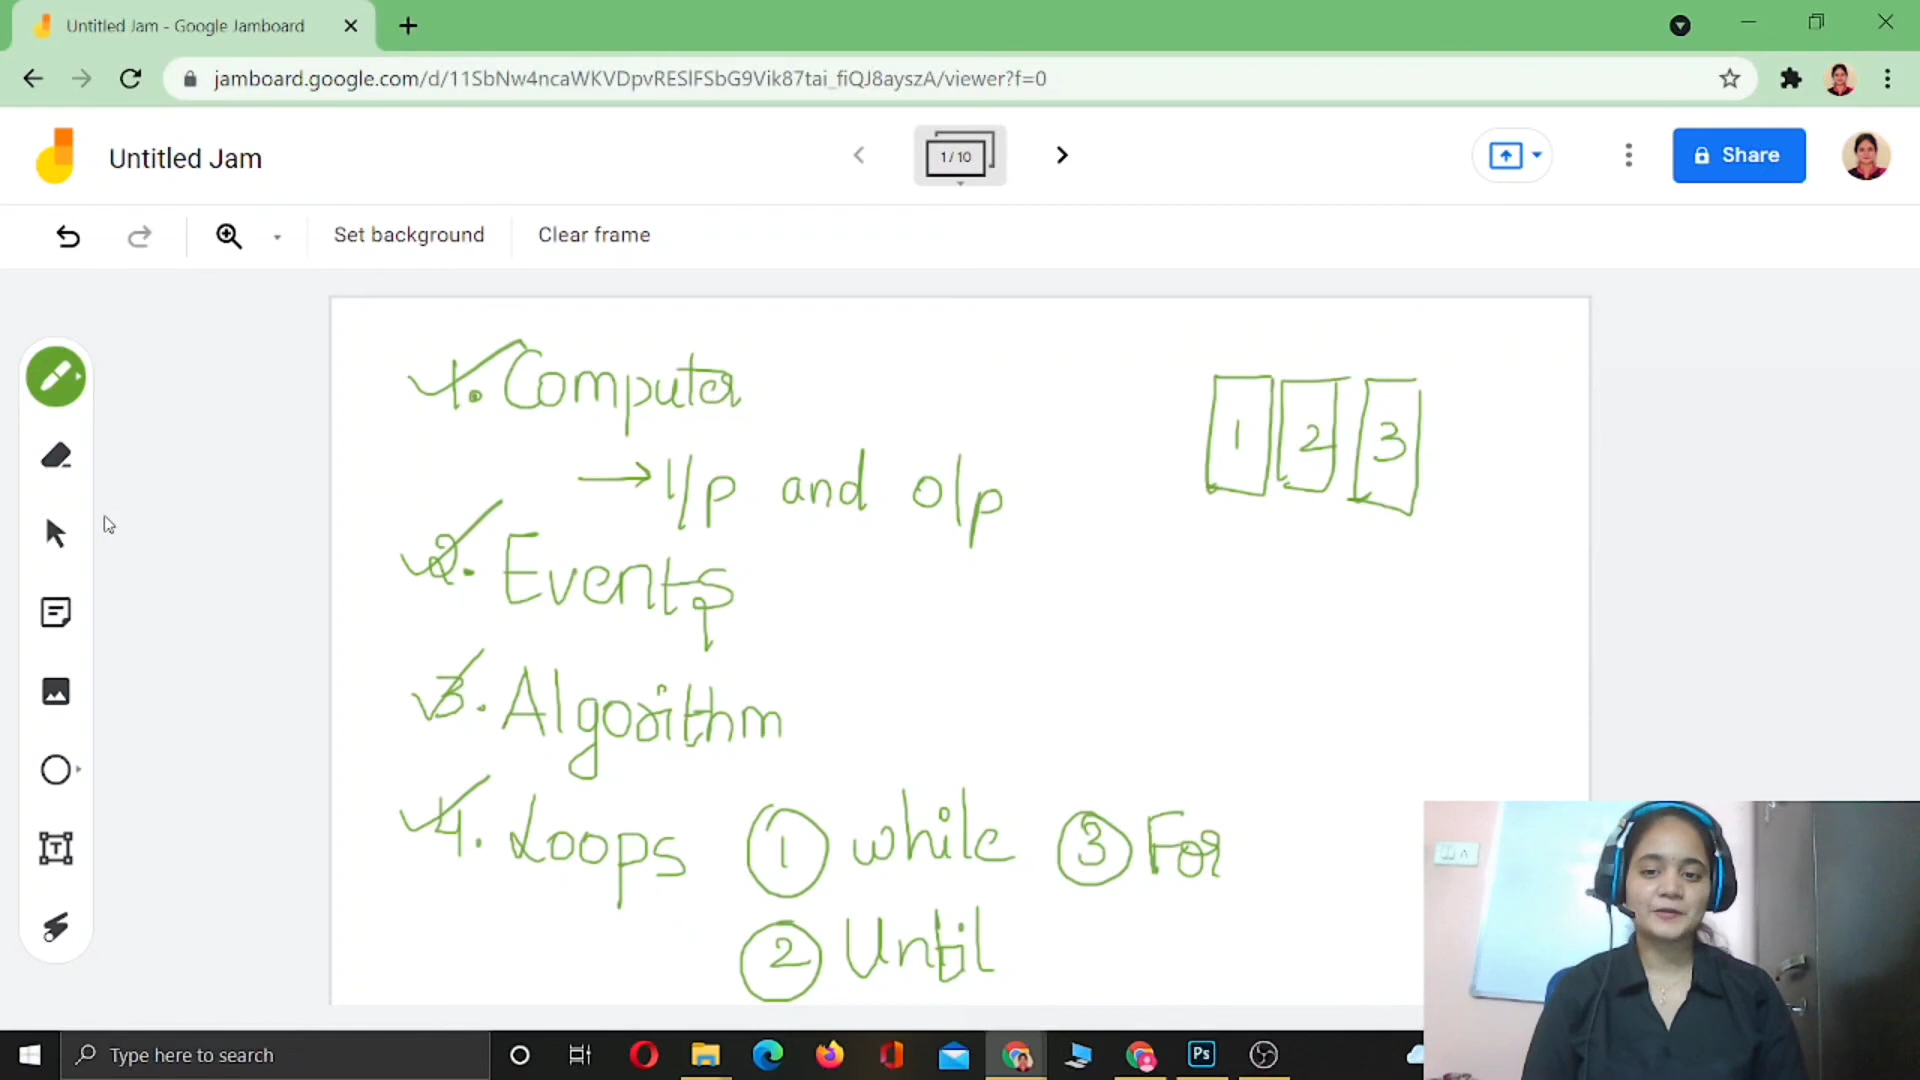 Untitled Jam - Google Jamboard
jamboard.google.com/d/11SbNw4ncaWKVDpvRESlFSbG9Vik87tai_fiQJ8ayszA/viewer?f=0
Untitled Jam
1 / 10
Share
Set background
Clear frame
1. Computer
1 2 3
→ I/p and o/p
2. Events
3. Algorithm
4. Loops ① while ③ For
② Until
Type here to search
Ps